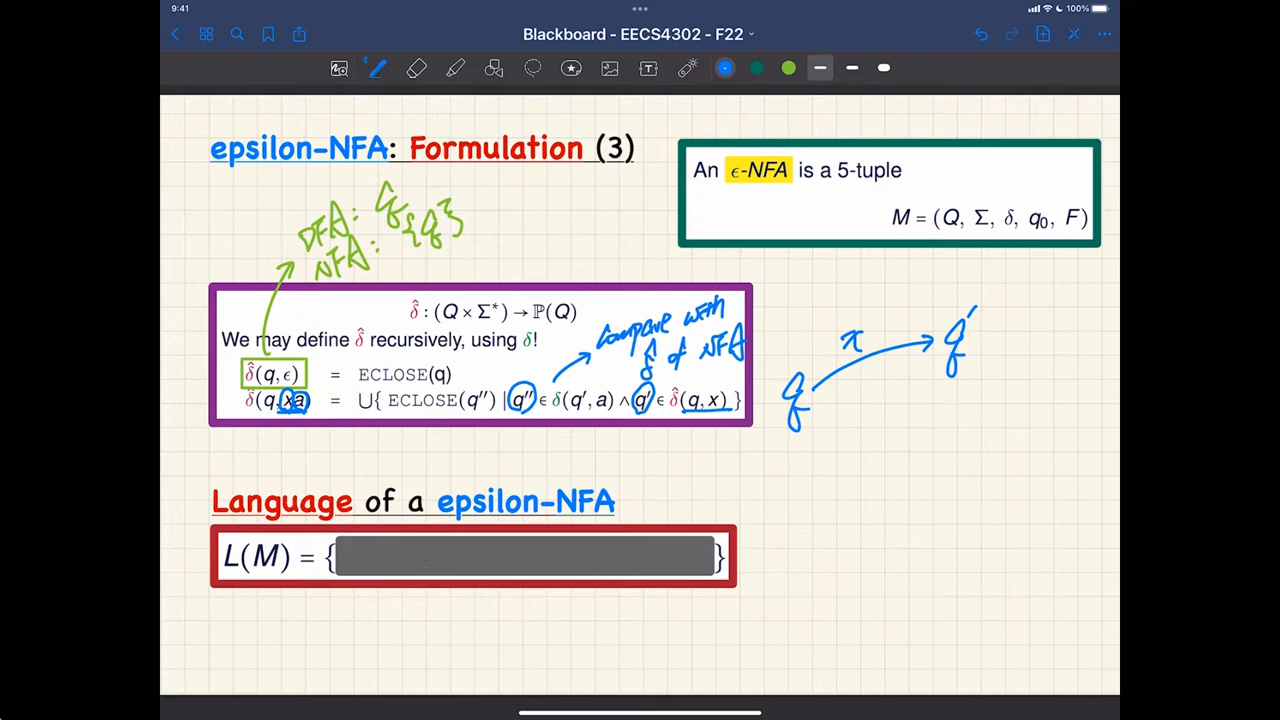 9:41
100%
Blackboard - EECS4302 - F22
epsilon-NFA: Formulation (3)
An ϵ-NFA is a 5-tuple
M = (Q, Σ, δ, q₀, F)
DFA: q
NFA: {q}
δ̂ : (Q × Σ*) → ℙ(Q)
We may define δ̂ recursively, using δ!
δ̂(q, ϵ) = ECLOSE(q)
δ̂(q, xa) = ∪{ ECLOSE(q″) | q″ ∈ δ(q′, a) ∧ q′ ∈ δ̂(q, x) }
compare with
δ̂ of NFA
q x q′
Language of a epsilon-NFA
L(M) = { }